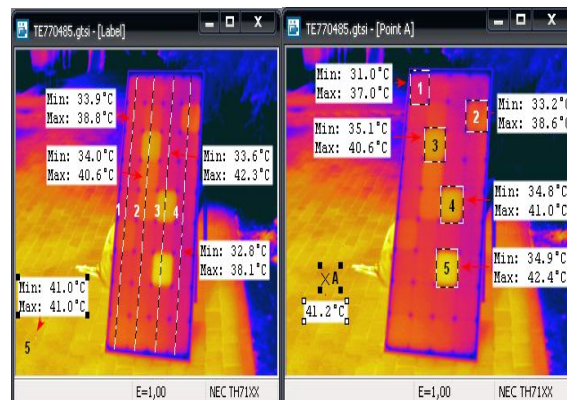 TE770485.gtsi - [Label]
Min: 33.9°C
Max: 38.8°C
Min: 34.0°C
Max: 40.6°C
Min: 33.6°C
Max: 42.3°C
1 2 3 4
Min: 32.8°C
Max: 38.1°C
Min: 41.0°C
Max: 41.0°C
5
E=1,00 NEC TH71XX
TE770485.gtsi - [Point A]
Min: 31.0°C
Max: 37.0°C
1
2
Min: 33.2°C
Max: 38.6°C
Min: 35.1°C
Max: 40.6°C
3
4
Min: 34.8°C
Max: 41.0°C
5
Min: 34.9°C
Max: 42.4°C
A
41.2°C
E=1,00 NEC TH71XX